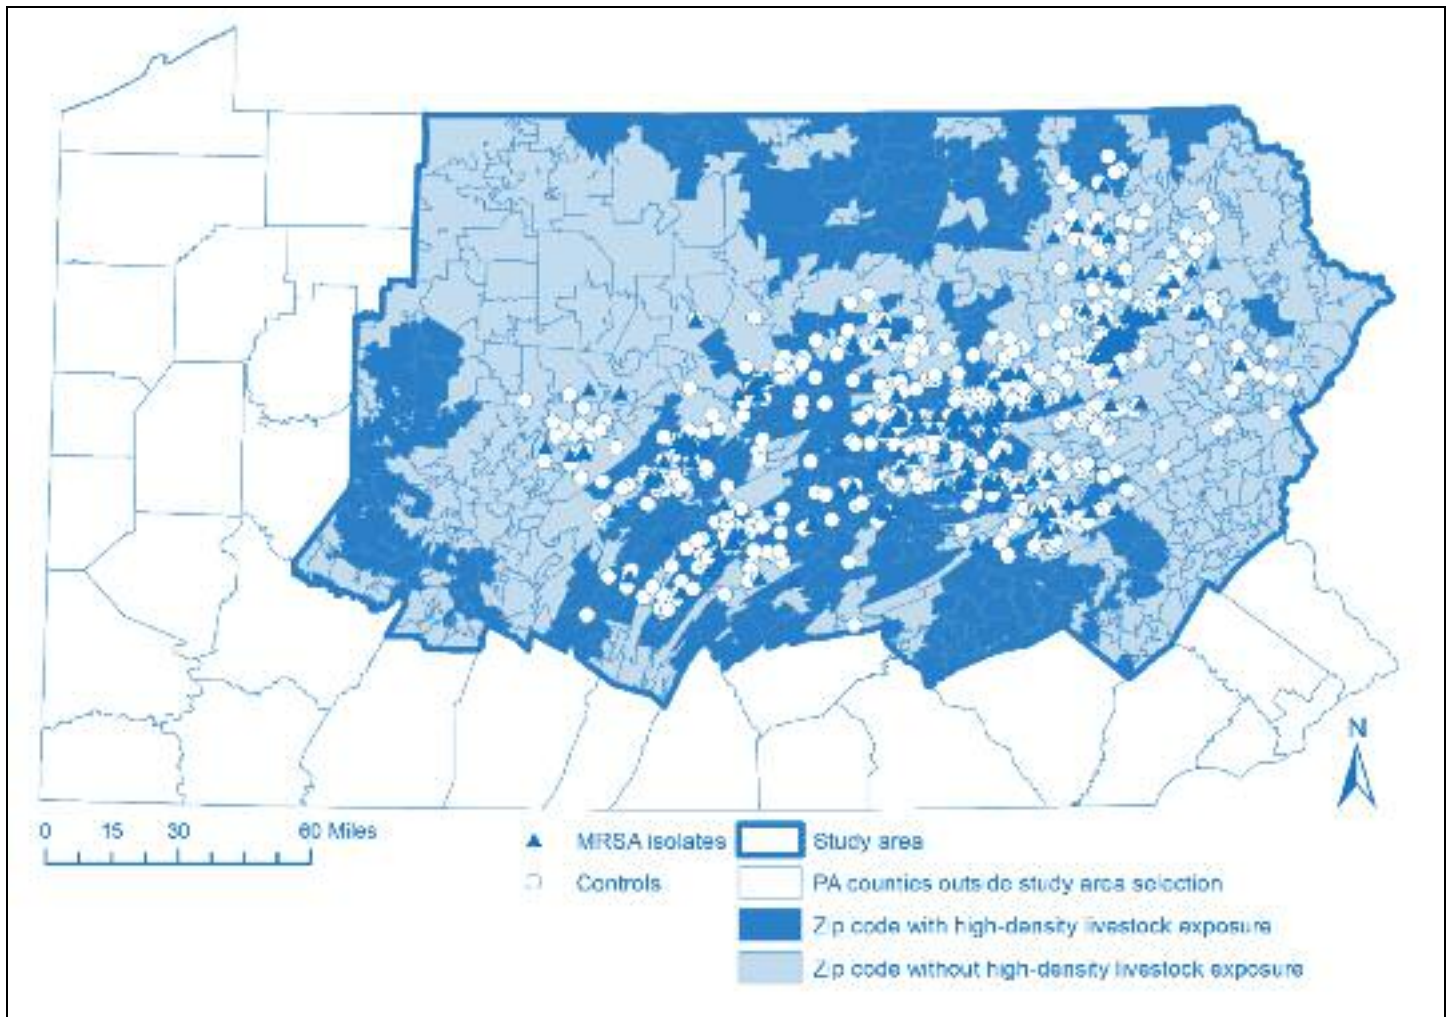 N
0 15 30 60 Miles
MRSA isolates
Controls
Study area
PA counties outside study area selection
Zip code with high-density livestock exposure
Zip code without high-density livestock exposure